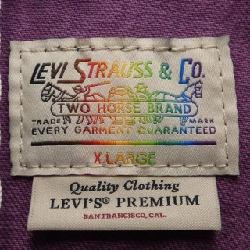 LEVI STRAUSS & CO.
TWO HORSE BRAND
TRADE MARK
EVERY GARMENT GUARANTEED
X LARGE
Quality Clothing
LEVI'S® PREMIUM
SAN FRANCISCO, CAL.